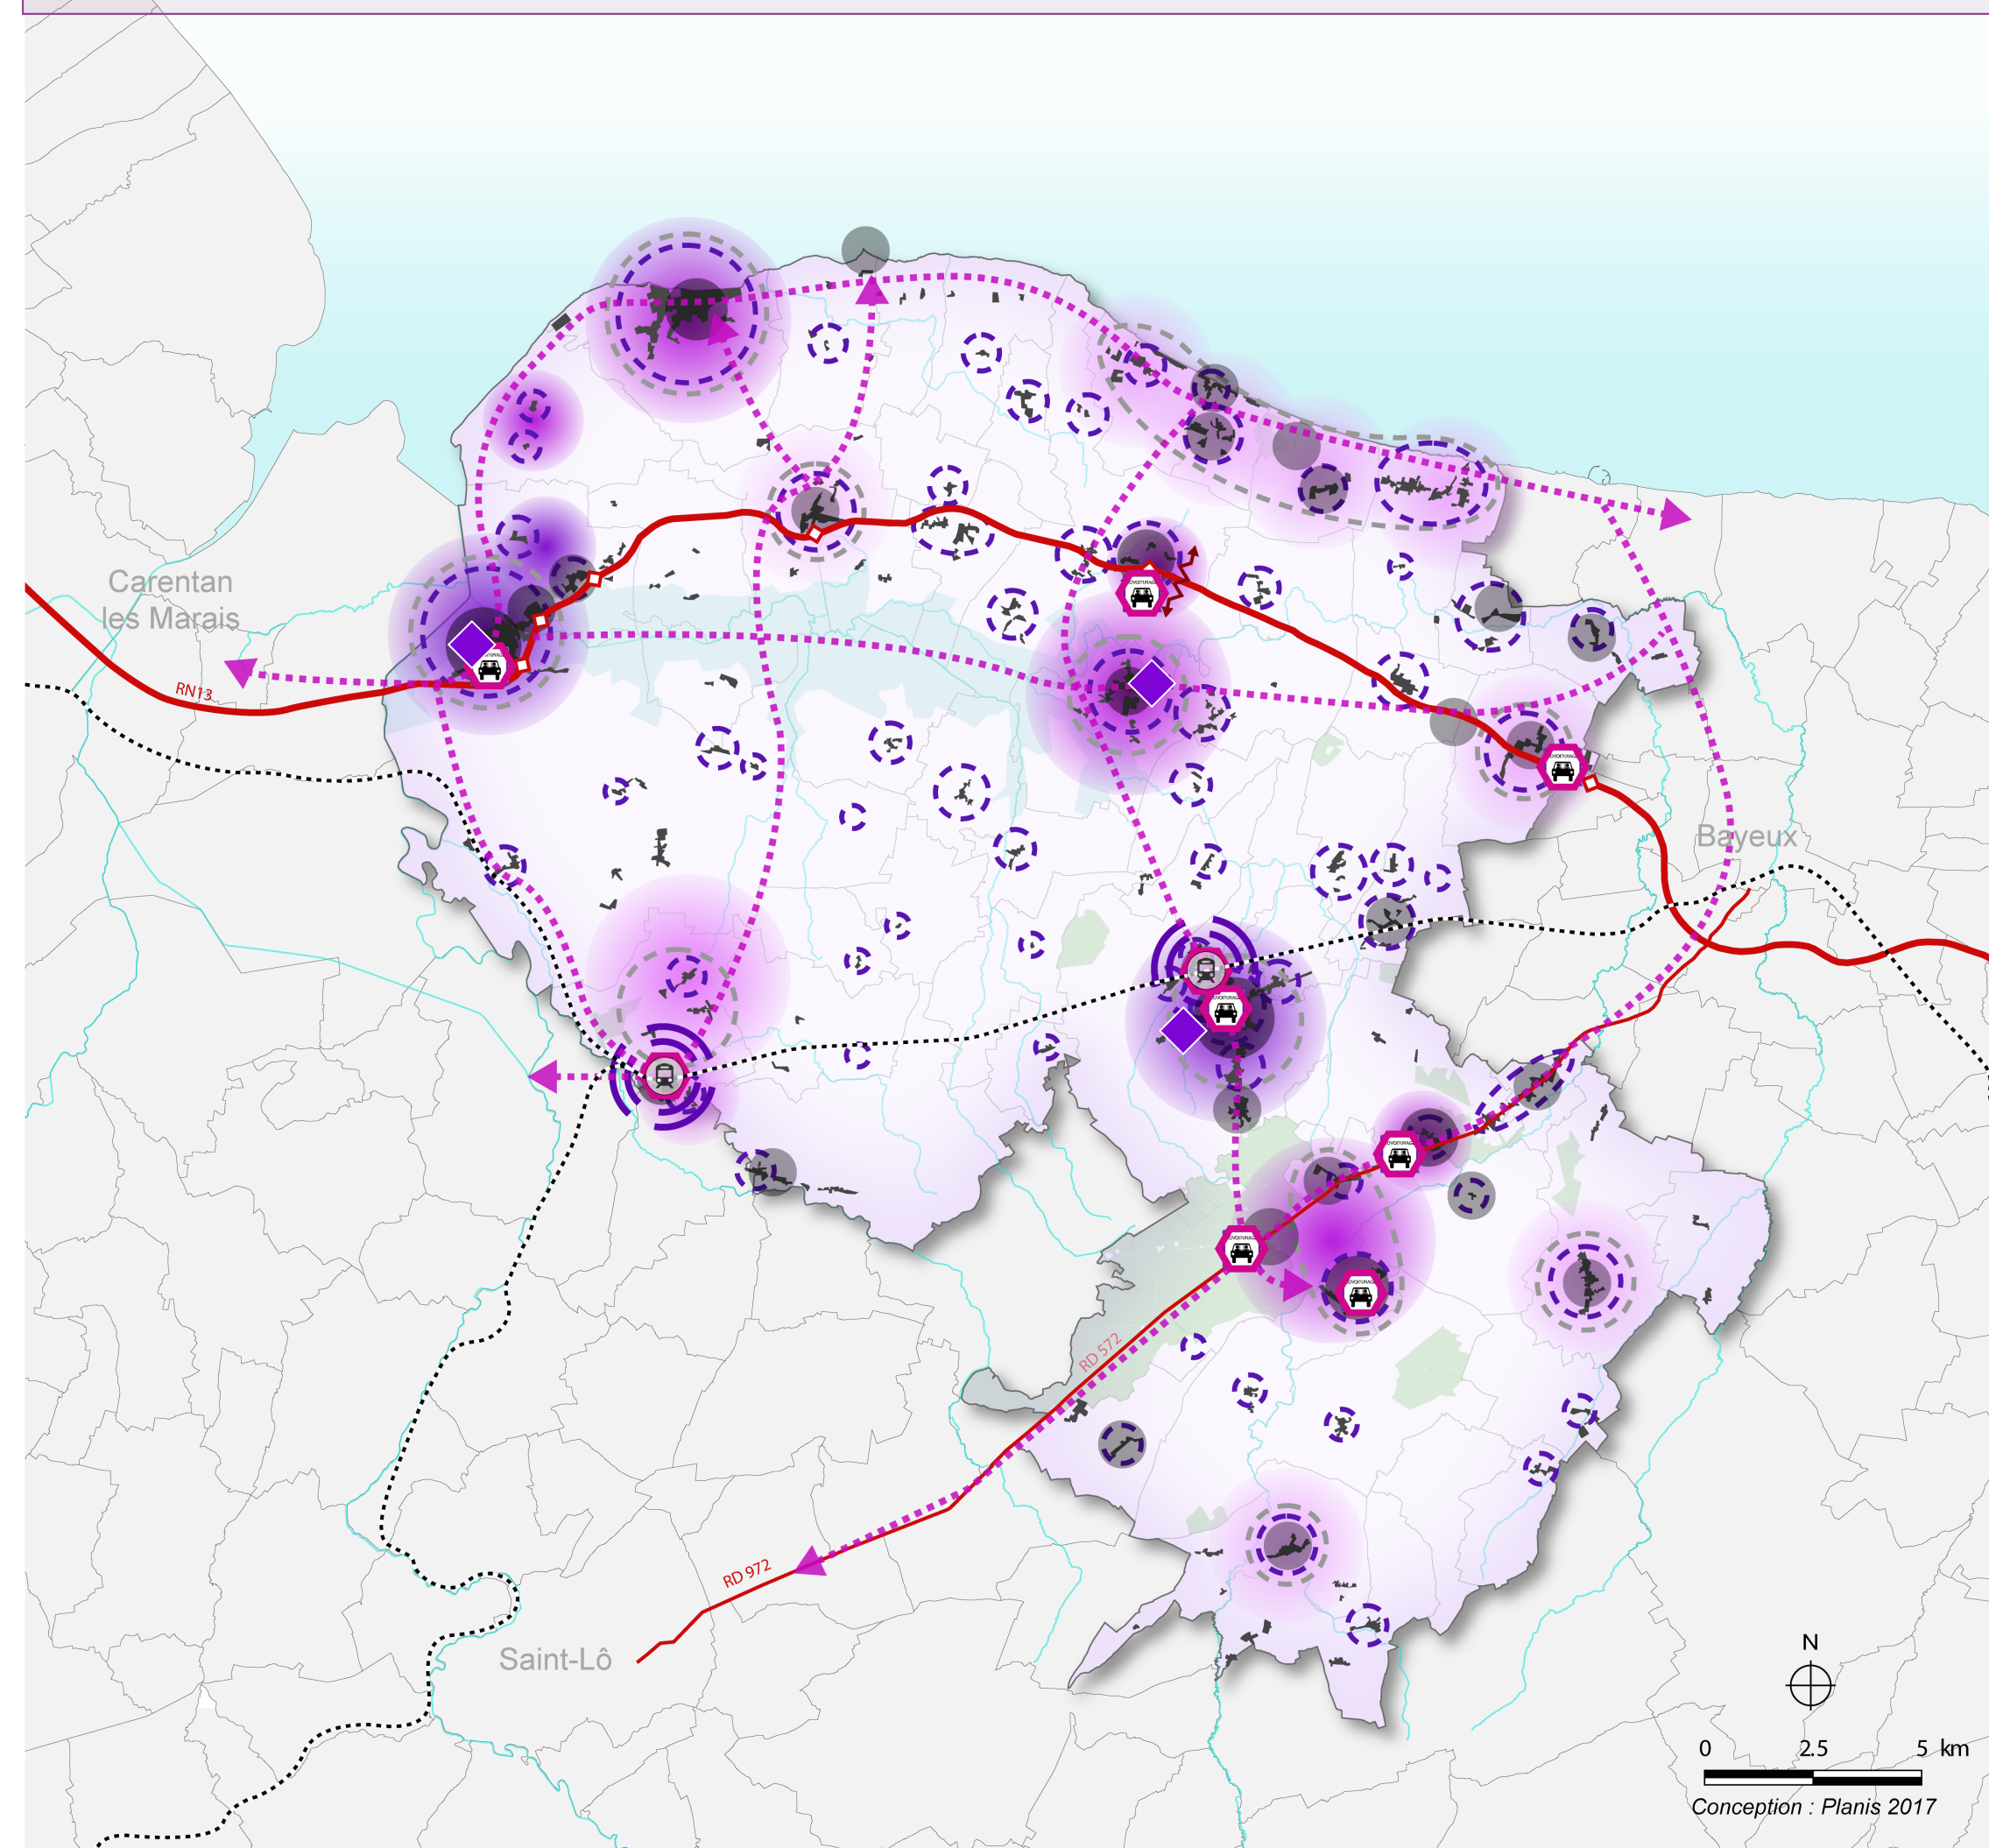 Carentan
les Marais
RN13
Bayeux
RD 572
RD 972
Saint-Lô
N
0 2.5 5 km
Conception : Planis 2017